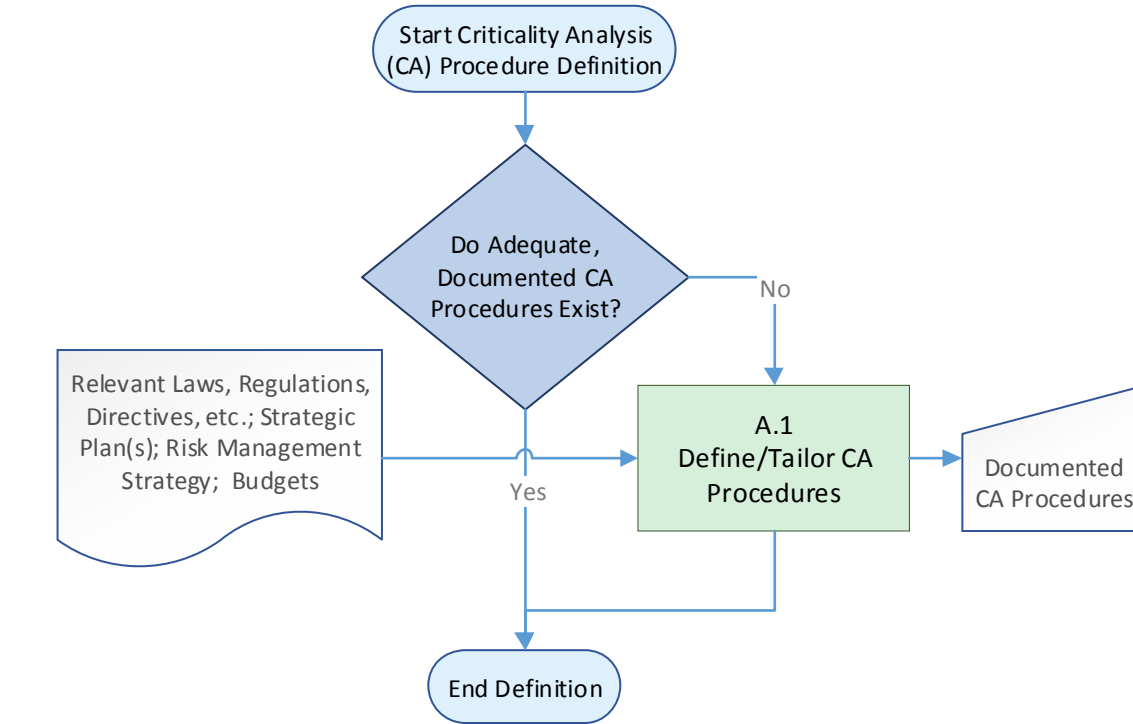 Start Criticality Analysis
(CA) Procedure Definition
Do Adequate,
Documented CA
Procedures Exist?
No
Relevant Laws, Regulations,
Directives, etc.; Strategic
Plan(s); Risk Management
Strategy; Budgets
A.1
Define/Tailor CA
Procedures
Documented
CA Procedures
Yes
End Definition